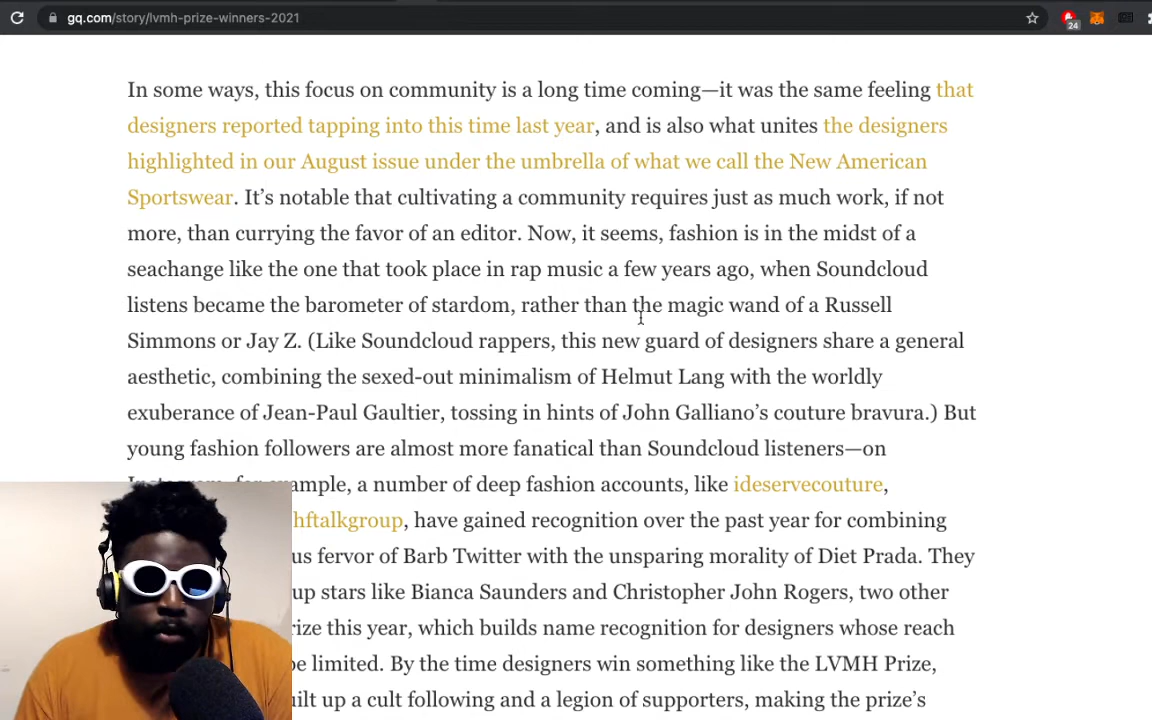 gq.com/story/lvmh-prize-winners-2021
24
In some ways, this focus on community is a long time coming—it was the same feeling that
designers reported tapping into this time last year, and is also what unites the designers
highlighted in our August issue under the umbrella of what we call the New American
Sportswear. It’s notable that cultivating a community requires just as much work, if not
more, than currying the favor of an editor. Now, it seems, fashion is in the midst of a
seachange like the one that took place in rap music a few years ago, when Soundcloud
listens became the barometer of stardom, rather than the magic wand of a Russell
Simmons or Jay Z. (Like Soundcloud rappers, this new guard of designers share a general
aesthetic, combining the sexed-out minimalism of Helmut Lang with the worldly
exuberance of Jean-Paul Gaultier, tossing in hints of John Galliano’s couture bravura.) But
young fashion followers are almost more fanatical than Soundcloud listeners—on
a number of deep fashion accounts, like ideservecouture,
hftalkgroup, have gained recognition over the past year for combining
fervor of Barb Twitter with the unsparing morality of Diet Prada. They
up stars like Bianca Saunders and Christopher John Rogers, two other
this year, which builds name recognition for designers whose reach
be limited. By the time designers win something like the LVMH Prize,
up a cult following and a legion of supporters, making the prize’s